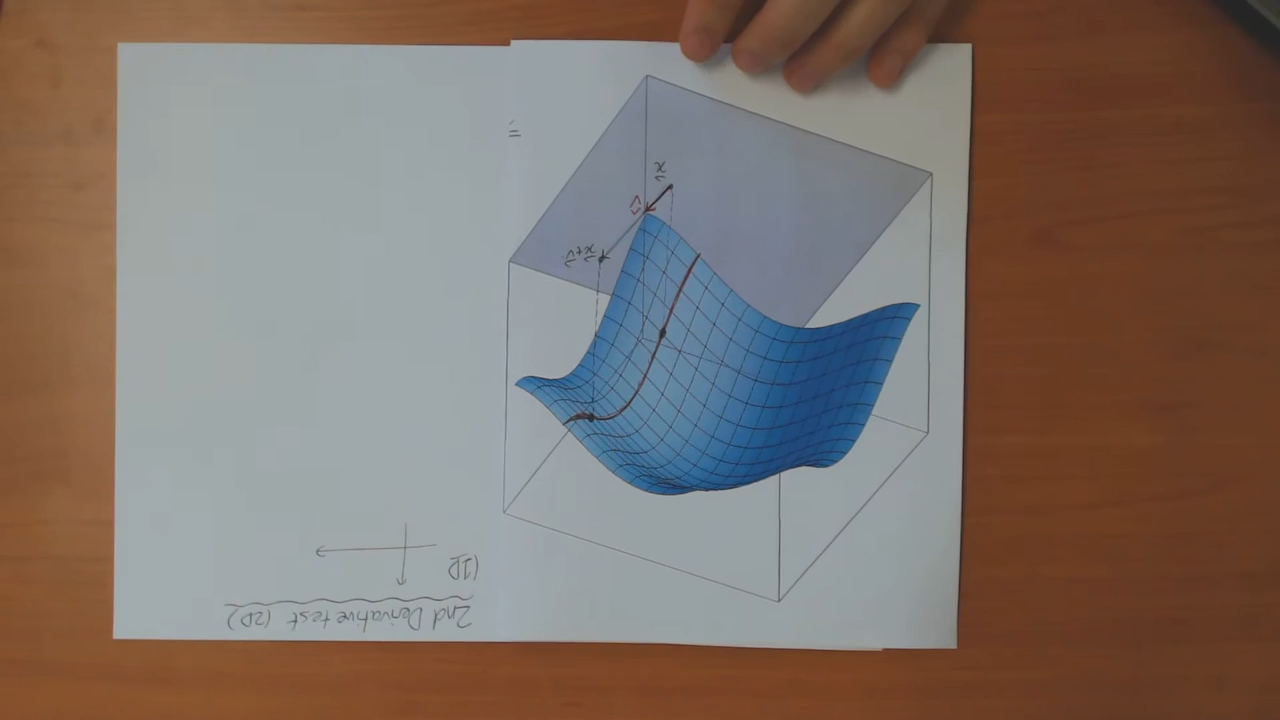 2nd Derivative test (2D)
(1D
x⃗+v⃗
v⃗
x⃗
=